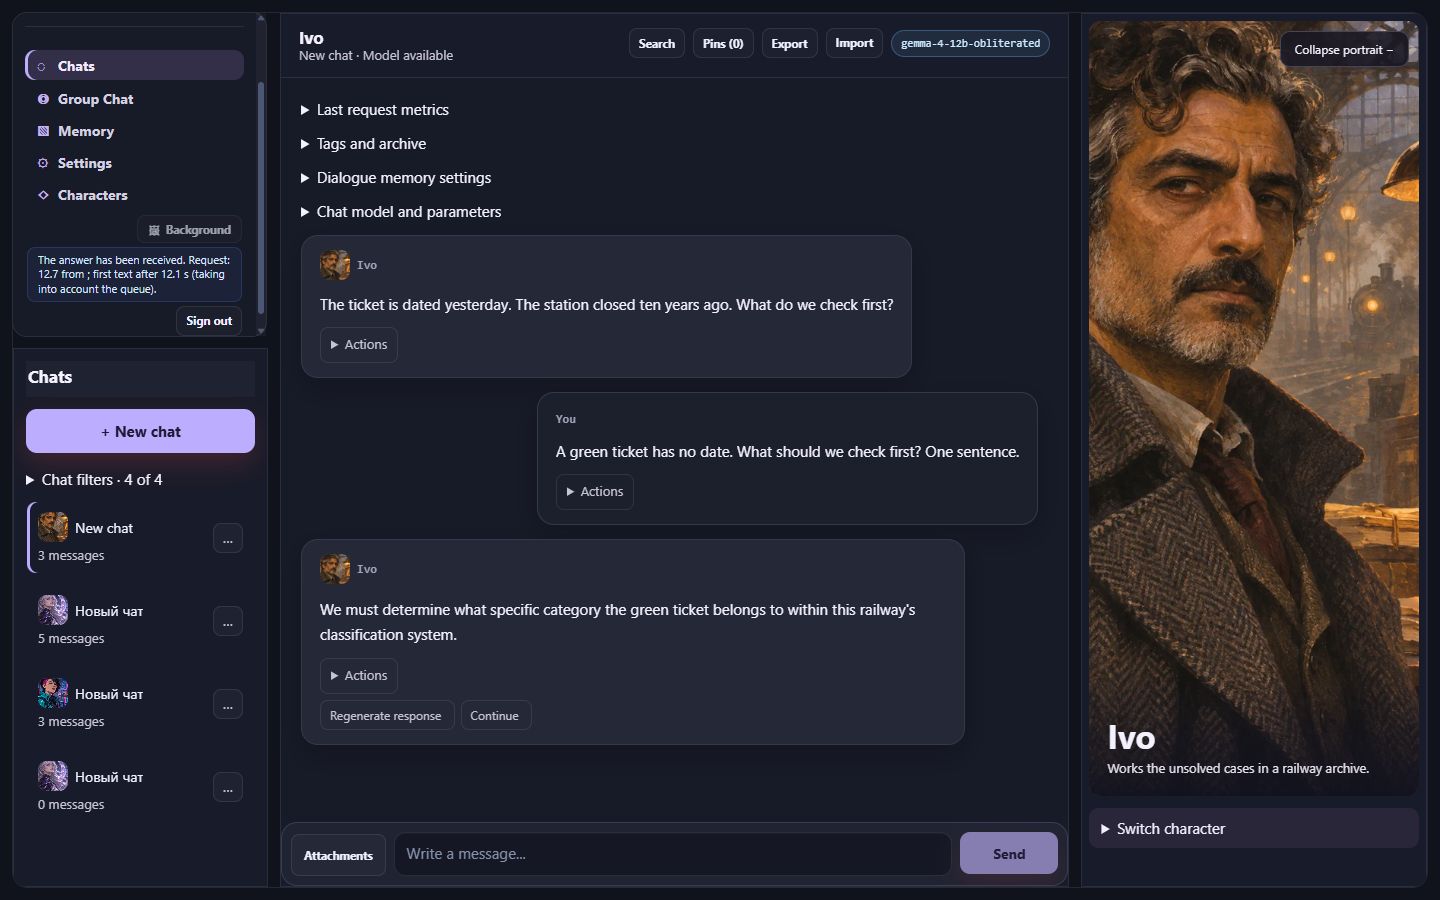 Chats
Group Chat
Memory
Settings
Characters
Background
The answer has been received. Request:
12.7 from ; first text after 12.1 s (taking
into account the queue).
Sign out
Chats
+ New chat
Chat filters · 4 of 4
New chat
3 messages
...
Новый чат
5 messages
...
Новый чат
3 messages
...
Новый чат
0 messages
...
Ivo
New chat · Model available
Search
Pins (0)
Export
Import
gemma-4-12b-obliterated
Last request metrics
Tags and archive
Dialogue memory settings
Chat model and parameters
Ivo
The ticket is dated yesterday. The station closed ten years ago. What do we check first?
Actions
You
A green ticket has no date. What should we check first? One sentence.
Actions
Ivo
We must determine what specific category the green ticket belongs to within this railway's
classification system.
Actions
Regenerate response
Continue
Attachments
Write a message...
Send
Collapse portrait −
Ivo
Works the unsolved cases in a railway archive.
Switch character